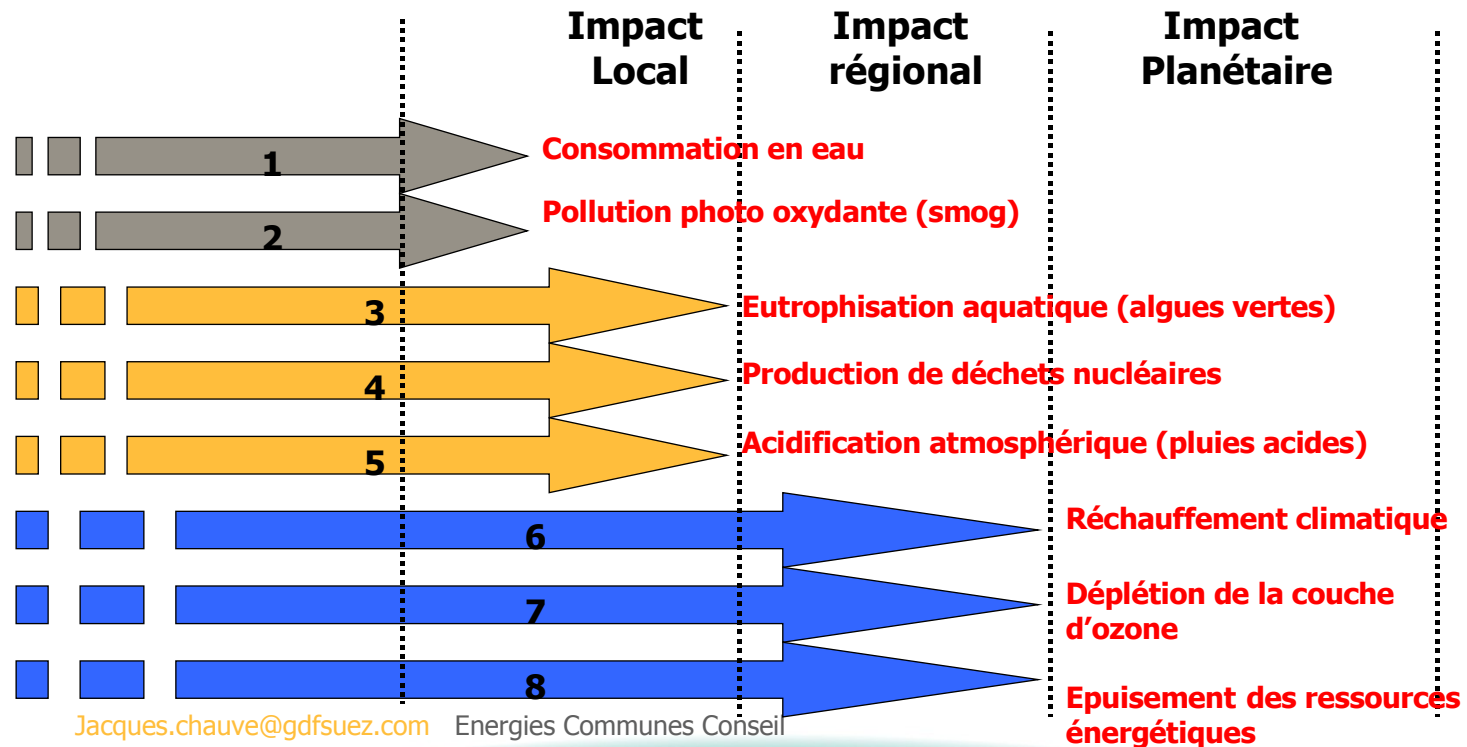 Impact Local
Impact régional
Impact Planétaire
1
Consommation en eau
2
Pollution photo oxydante (smog)
3
Eutrophisation aquatique (algues vertes)
4
Production de déchets nucléaires
5
Acidification atmosphérique (pluies acides)
6
Réchauffement climatique
7
Déplétion de la couche
d’ozone
8
Epuisement des ressources
énergétiques
Jacques.chauve@gdfsuez.com Energies Communes Conseil